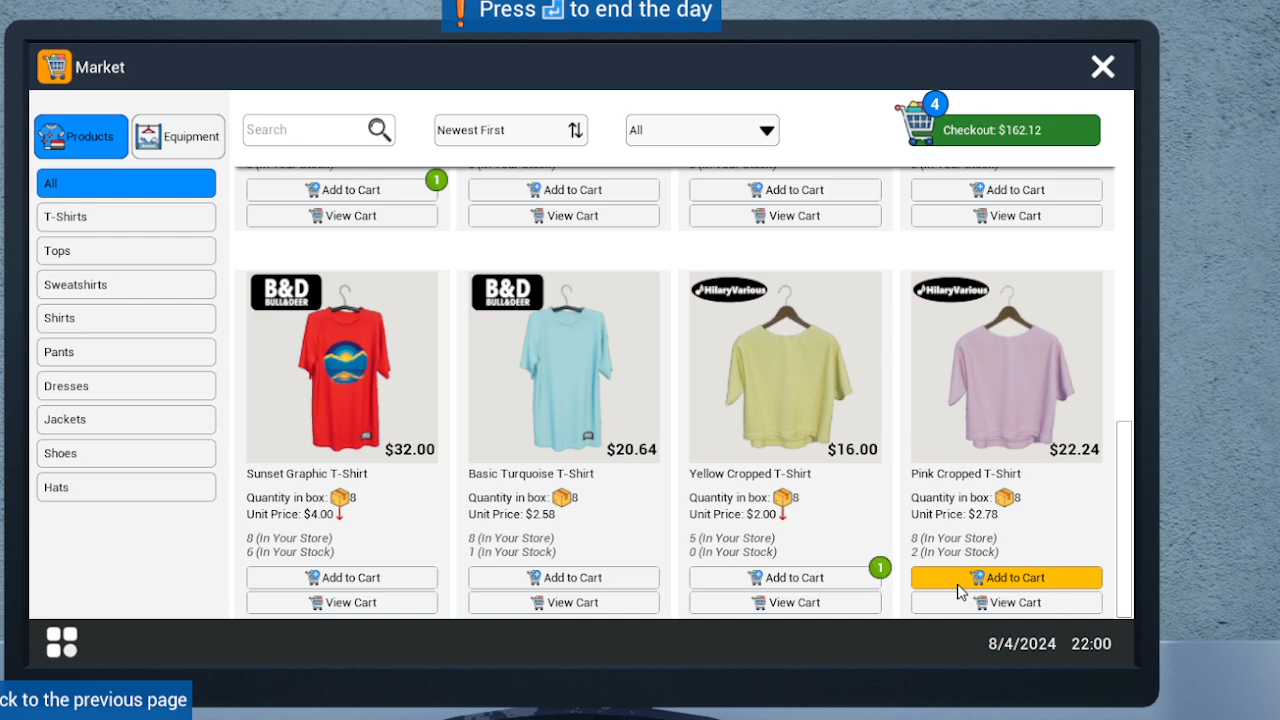 ! Press to end the day
Market
4
Products
Equipment
Search
Newest First
All
Checkout: $162.12
All
T-Shirts
Tops
Sweatshirts
Shirts
Pants
Dresses
Jackets
Shoes
Hats
Add to Cart
1
Add to Cart
Add to Cart
Add to Cart
View Cart
View Cart
View Cart
View Cart
B&D
BULL&DEER
$32.00
Sunset Graphic T-Shirt
Quantity in box: 8
Unit Price: $4.00
8 (In Your Store)
6 (In Your Stock)
Add to Cart
View Cart
B&D
BULL&DEER
$20.64
Basic Turquoise T-Shirt
Quantity in box: 8
Unit Price: $2.58
8 (In Your Store)
1 (In Your Stock)
Add to Cart
View Cart
HilaryVarious
$16.00
Yellow Cropped T-Shirt
Quantity in box: 8
Unit Price: $2.00
5 (In Your Store)
0 (In Your Stock)
Add to Cart
1
View Cart
HilaryVarious
$22.24
Pink Cropped T-Shirt
Quantity in box: 8
Unit Price: $2.78
8 (In Your Store)
2 (In Your Stock)
Add to Cart
View Cart
8/4/2024 22:00
ck to the previous page